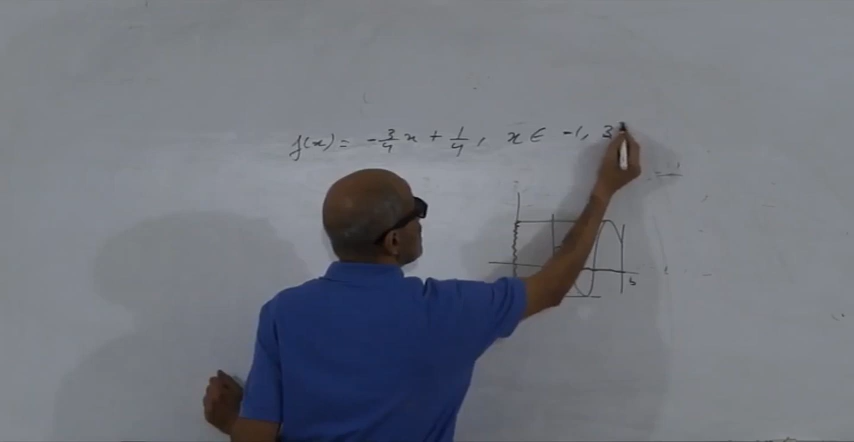 f(x) = -3/4 x + 1/4 , x ∈ -1, 3
b